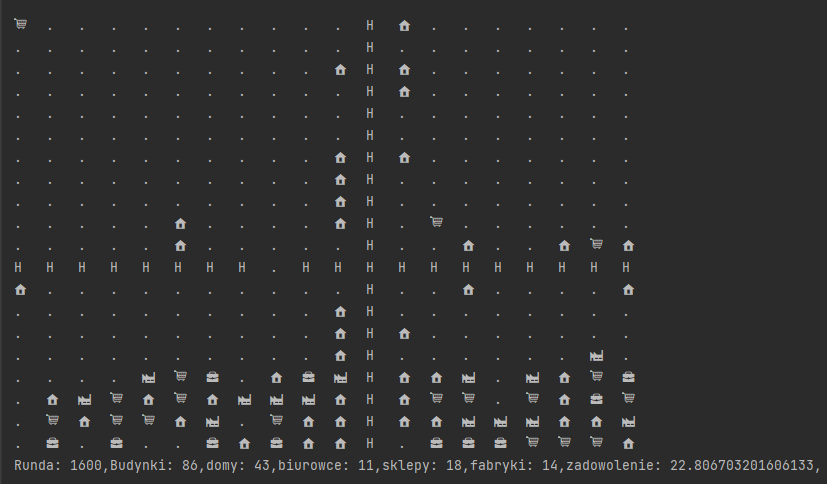 🛒 . . . . . . . . . . H 🏠 . . . . . . .
. . . . . . . . . . . H . . . . . . . .
. . . . . . . . . . 🏠 H 🏠 . . . . . . .
. . . . . . . . . . . H 🏠 . . . . . . .
. . . . . . . . . . . H . . . . . . . .
. . . . . . . . . . . H . . . . . . . .
. . . . . . . . . . 🏠 H 🏠 . . . . . . .
. . . . . . . . . . 🏠 H . . . . . . . .
. . . . . . . . . . 🏠 H . . . . . . . .
. . . . . 🏠 . . . . 🏠 H . 🛒 . . . . . .
. . . . . 🏠 . . . . . H . . 🏠 . . 🏠 🛒 🏠
H H H H H H H H . H H H H H H H H H H H
🏠 . . . . . . . . . . H . . 🏠 . . . . 🏠
. . . . . . . . . . 🏠 H . . . . . . . .
. . . . . . . . . . 🏠 H 🏠 . . . . . . .
. . . . . . . . . . 🏠 H . . . . . . 🏭 .
. . . . 🏭 🛒 💼 . 🏠 💼 🏭 H 🏠 🏠 🏭 . 🏭 🏠 🛒 💼
. 🏠 🏭 🛒 🏠 🛒 🏠 🏭 🏭 🏭 🏠 H 🏠 🛒 🛒 . 🛒 🏠 💼 🏠
. 🛒 🏠 🛒 🛒 🏠 🏭 . 🛒 🏠 🏠 H 🏠 🏠 🏭 🏭 🏭 🏠 🛒 🏭
. 💼 . 💼 . . 💼 🏠 💼 🏠 🏠 H . 💼 💼 💼 🛒 🛒 🛒 🏠
Runda: 1600,Budynki: 86,domy: 43,biurowce: 11,sklepy: 18,fabryki: 14,zadowolenie: 22.806703201606133,